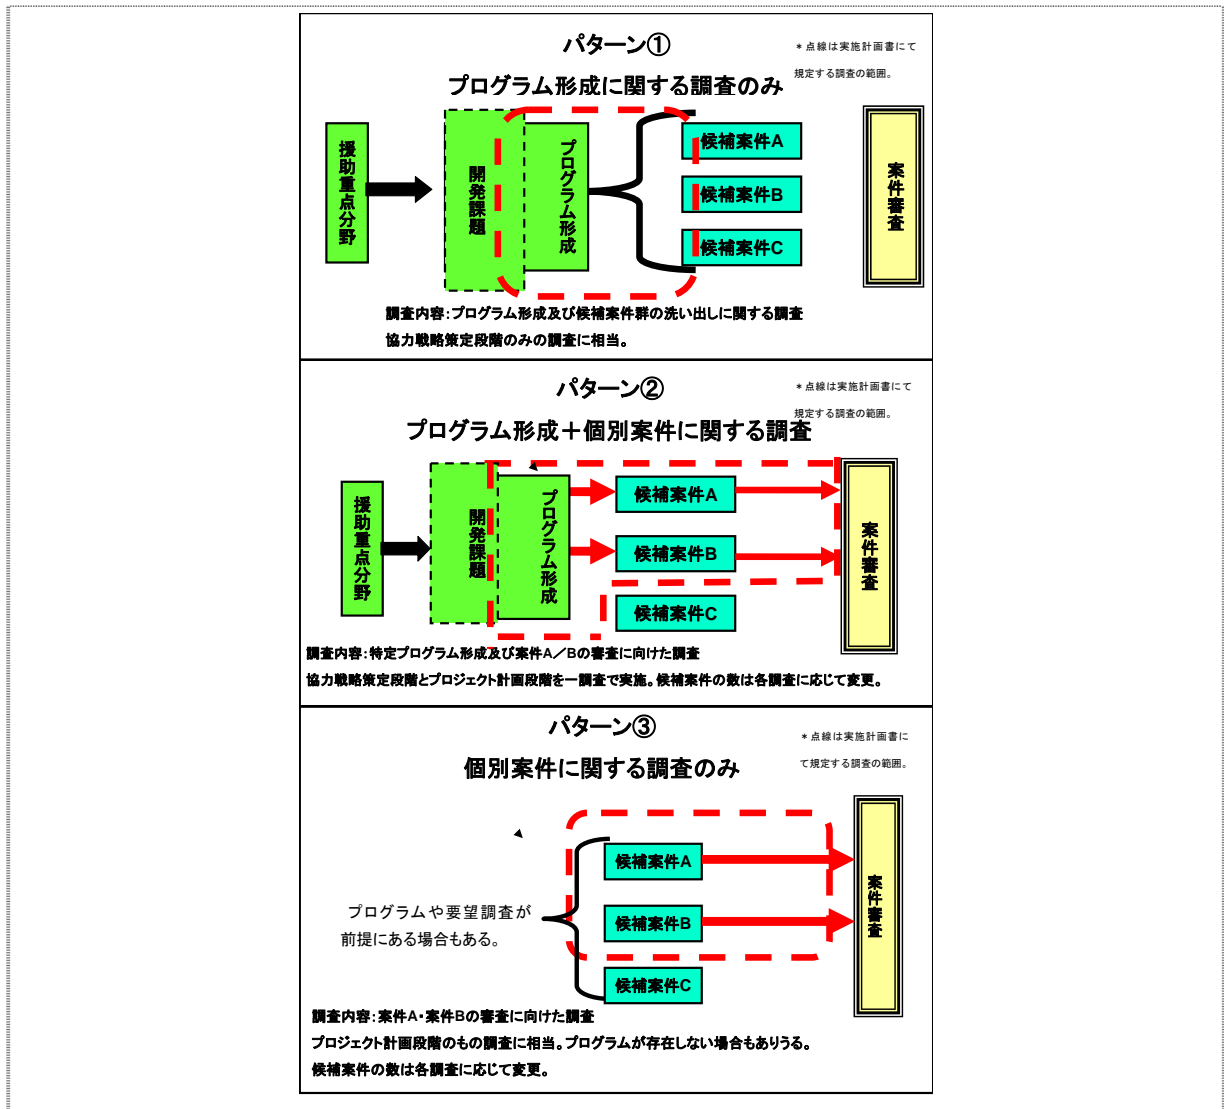 パターン①
＊点線は実施計画書にて
規定する調査の範囲。
プログラム形成に関する調査のみ
援助重点分野
開発課題
プログラム形成
候補案件A
候補案件B
候補案件C
案件審査
調査内容：プログラム形成及び候補案件群の洗い出しに関する調査
協力戦略策定段階のみの調査に相当。
パターン②
＊点線は実施計画書にて
規定する調査の範囲。
プログラム形成＋個別案件に関する調査
援助重点分野
開発課題
プログラム形成
候補案件A
候補案件B
候補案件C
案件審査
調査内容：特定プログラム形成及び案件A／Bの審査に向けた調査
協力戦略策定段階とプロジェクト計画段階を一調査で実施。候補案件の数は各調査に応じて変更。
パターン③
＊点線は実施計画書に
て規定する調査の範囲。
個別案件に関する調査のみ
プログラムや要望調査が
前提にある場合もある。
候補案件A
候補案件B
候補案件C
案件審査
調査内容：案件A・案件Bの審査に向けた調査
プロジェクト計画段階のもの調査に相当。プログラムが存在しない場合もありうる。
候補案件の数は各調査に応じて変更。